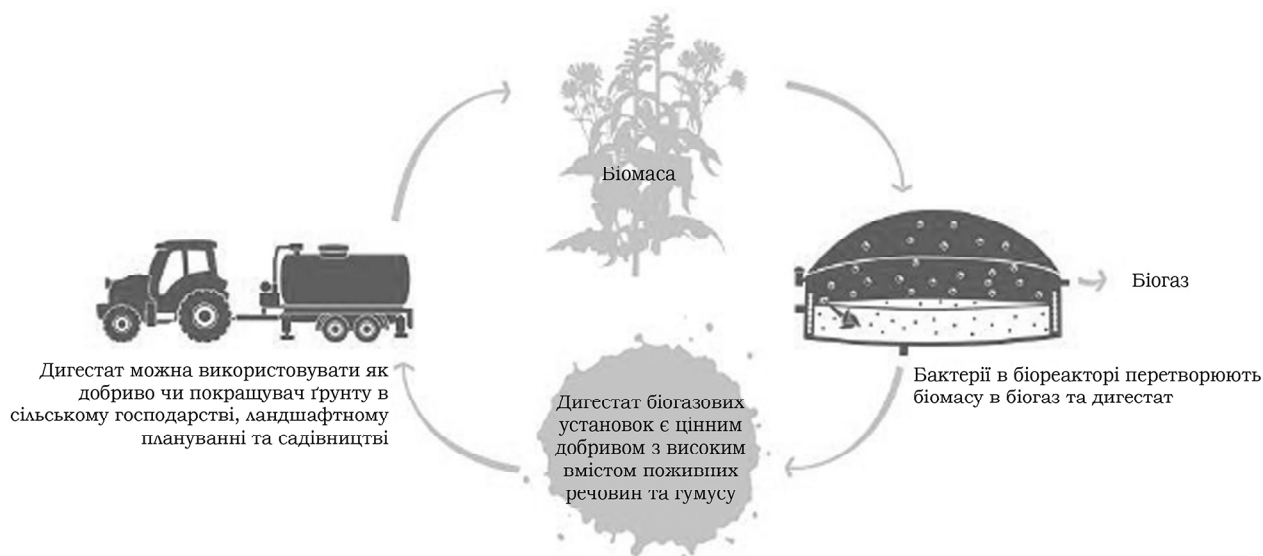 Біомаса
Біогаз
Бактерії в біореакторі перетворюють
біомасу в біогаз та дигестат
Дигестат біогазових
установок є цінним
добривом з високим
вмістом поживних
речовин та гумусу
Дигестат можна використовувати як
добриво чи покращувач ґрунту в
сільському господарстві, ландшафтному
плануванні та садівництві